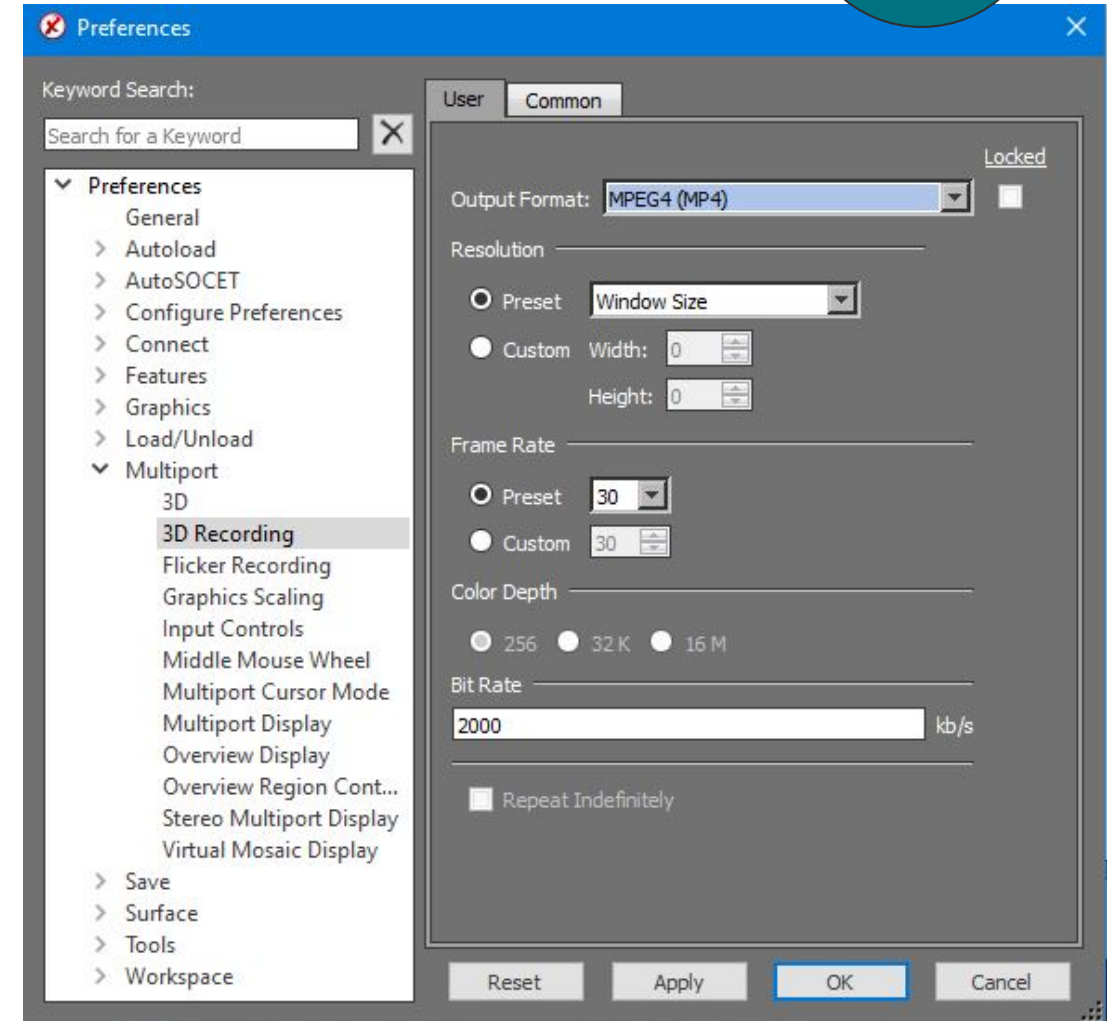 Preferences
Keyword Search:
Search for a Keyword
Preferences
General
Autoload
AutoSOCET
Configure Preferences
Connect
Features
Graphics
Load/Unload
Multiport
3D
3D Recording
Flicker Recording
Graphics Scaling
Input Controls
Middle Mouse Wheel
Multiport Cursor Mode
Multiport Display
Overview Display
Overview Region Cont...
Stereo Multiport Display
Virtual Mosaic Display
Save
Surface
Tools
Workspace
User Common
Locked
Output Format: MPEG4 (MP4)
Resolution
Preset Window Size
Custom Width: 0
Height: 0
Frame Rate
Preset 30
Custom 30
Color Depth
256 32 K 16 M
Bit Rate
2000 kb/s
Repeat Indefinitely
Reset Apply OK Cancel